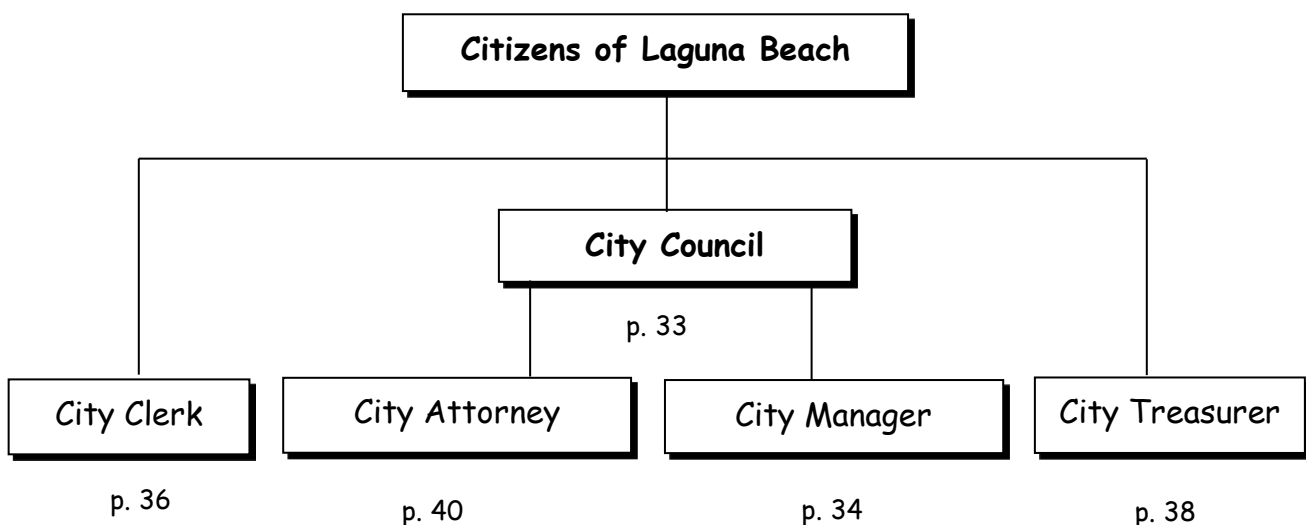 Citizens of Laguna Beach
City Council
p. 33
City Clerk
City Attorney
City Manager
City Treasurer
p. 36
p. 40
p. 34
p. 38